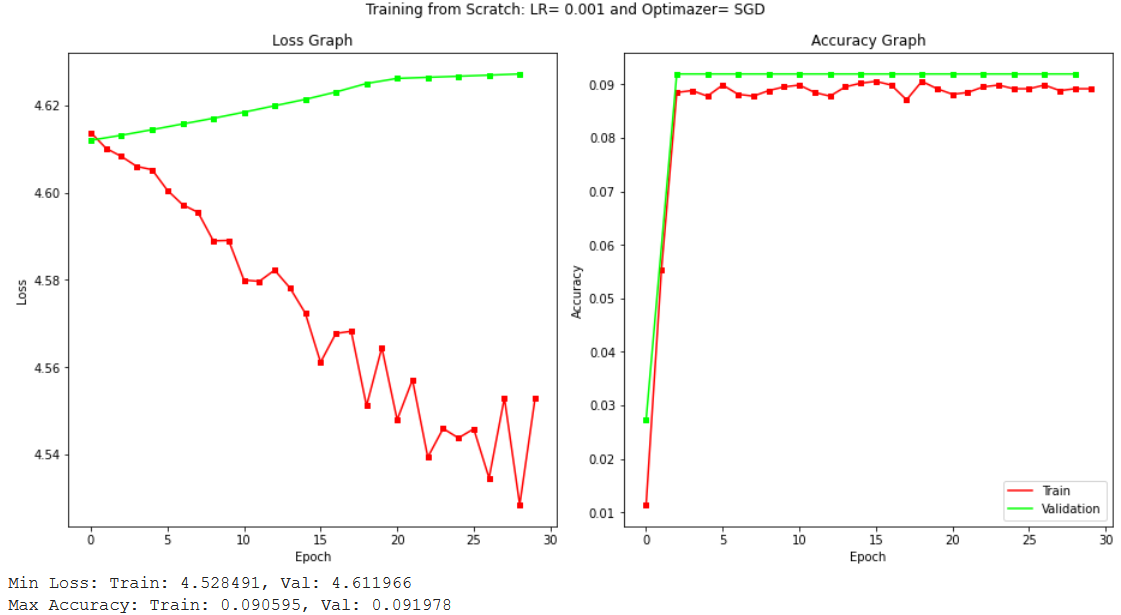 Training from Scratch: LR= 0.001 and Optimazer= SGD
Loss Graph
4.62
4.60
4.58
4.56
4.54
Loss
0
5
10
15
20
25
30
Epoch
Accuracy Graph
0.09
0.08
0.07
0.06
0.05
0.04
0.03
0.02
0.01
Accuracy
0
5
10
15
20
25
30
Epoch
Train
Validation
Min Loss: Train: 4.528491, Val: 4.611966
Max Accuracy: Train: 0.090595, Val: 0.091978